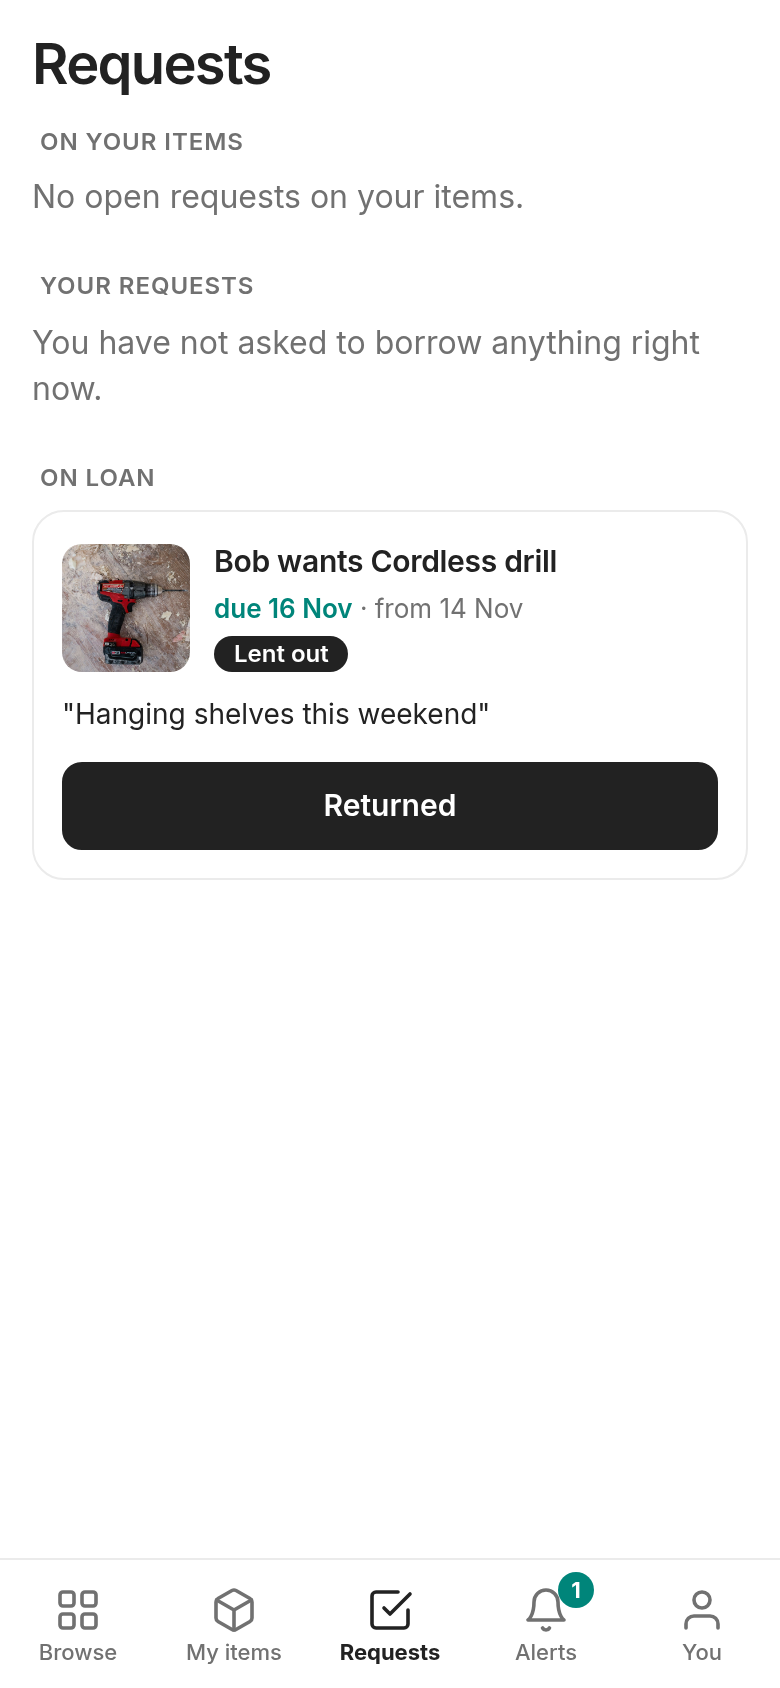 Requests
ON YOUR ITEMS
No open requests on your items.
YOUR REQUESTS
You have not asked to borrow anything right
now.
ON LOAN
Bob wants Cordless drill
due 16 Nov · from 14 Nov
Lent out
"Hanging shelves this weekend"
Returned
1
Browse
My items
Requests
Alerts
You